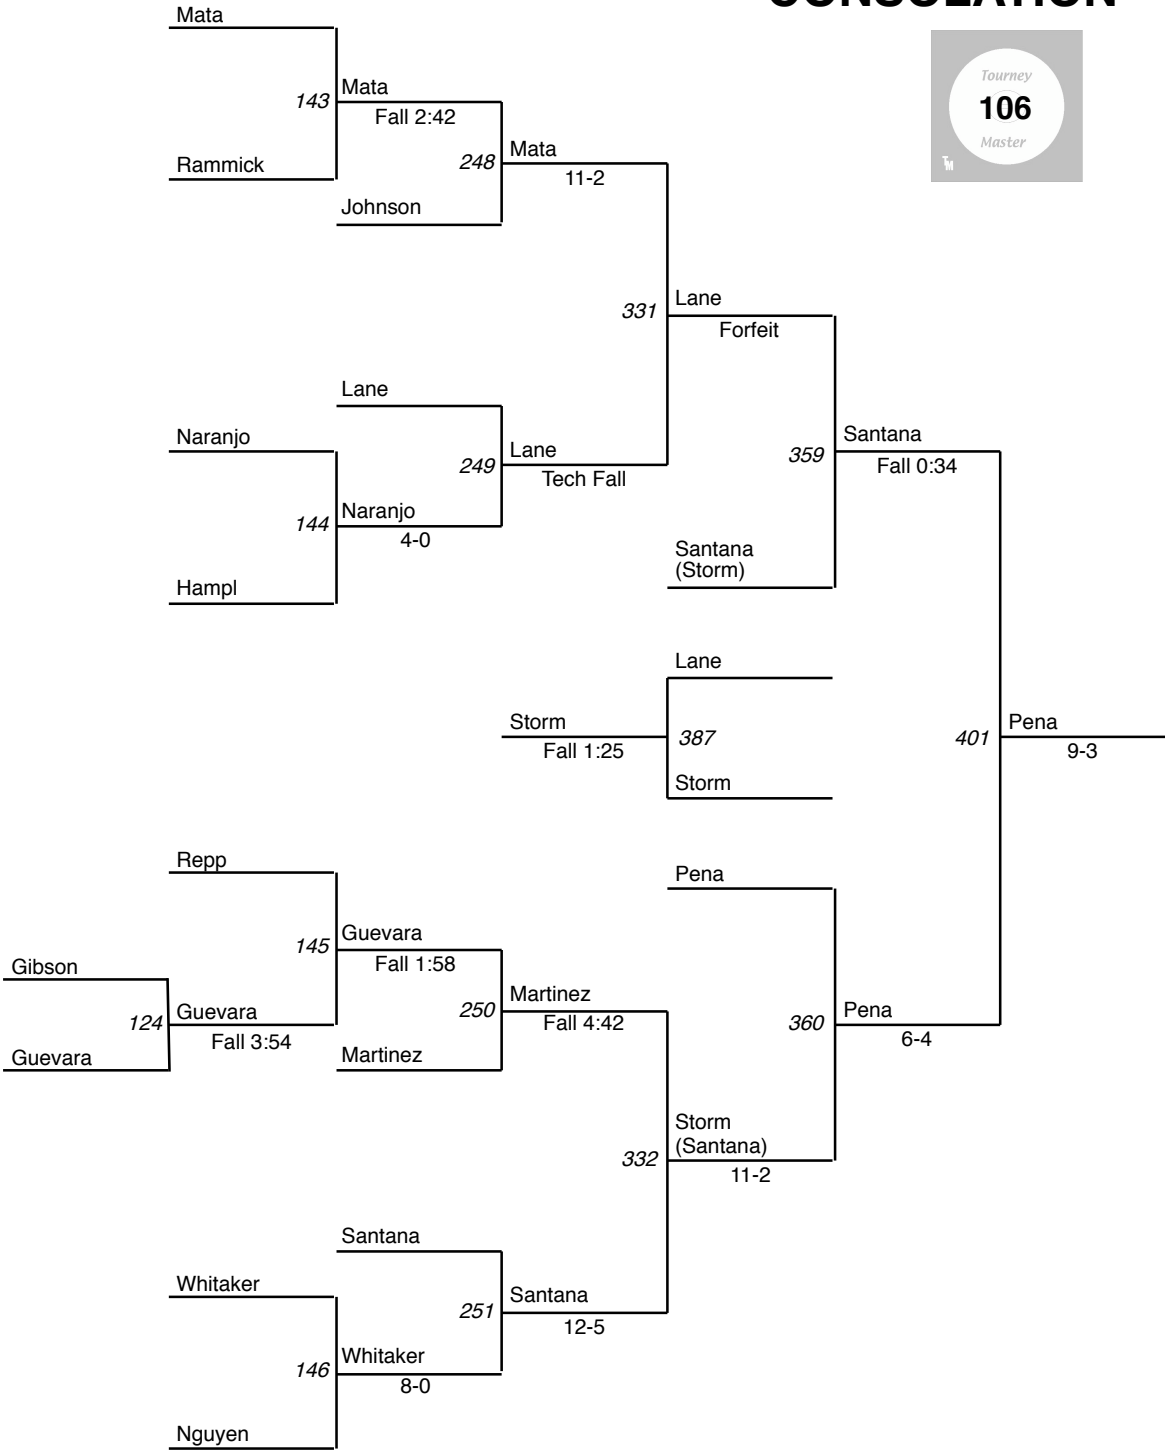 CONSOLATION
Mata
Tourney
106
Master
TM
143
Mata
Fall 2:42
Rammick
248
Mata
11-2
Johnson
331
Lane
Forfeit
Lane
Naranjo
249
Lane
Tech Fall
359
Santana
Fall 0:34
144
Naranjo
4-0
Hampl
Santana
(Storm)
Lane
Storm
Fall 1:25
387
401
Pena
9-3
Storm
Repp
Pena
145
Guevara
Fall 1:58
Gibson
124
Guevara
Fall 3:54
Guevara
250
Martinez
Fall 4:42
Martinez
360
Pena
6-4
332
Storm
(Santana)
11-2
Santana
Whitaker
251
Santana
12-5
146
Whitaker
8-0
Nguyen